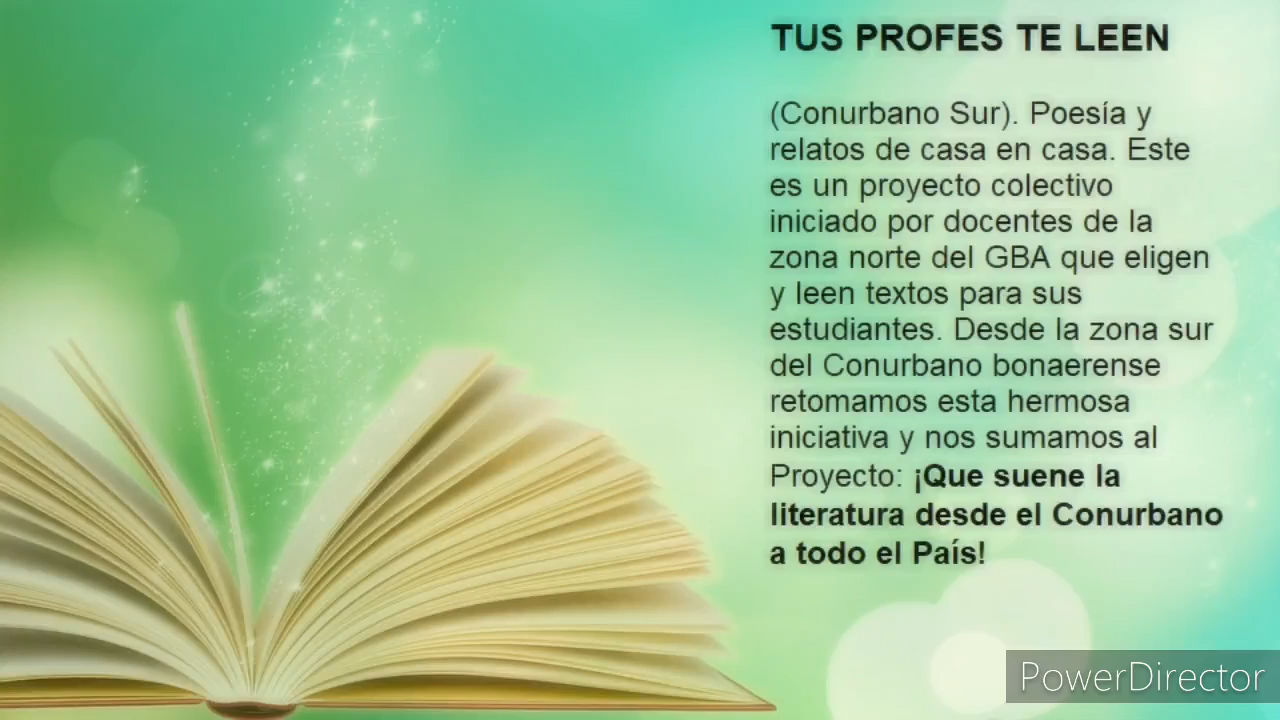 TUS PROFES TE LEEN
(Conurbano Sur). Poesía y
relatos de casa en casa. Este
es un proyecto colectivo
iniciado por docentes de la
zona norte del GBA que eligen
y leen textos para sus
estudiantes. Desde la zona sur
del Conurbano bonaerense
retomamos esta hermosa
iniciativa y nos sumamos al
Proyecto: ¡Que suene la
literatura desde el Conurbano
a todo el País!
PowerDirector